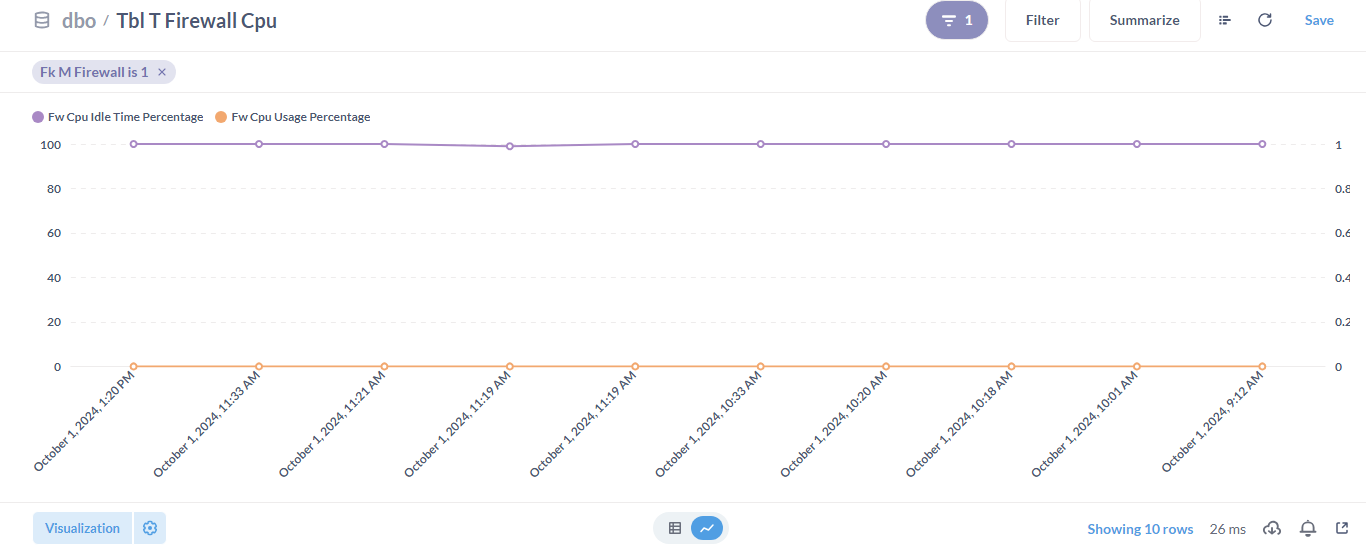 dbo / Tbl T Firewall Cpu
1
Filter
Summarize
Save
Fk M Firewall is 1 ×
Fw Cpu Idle Time Percentage
Fw Cpu Usage Percentage
100
80
60
40
20
0
1
0.8
0.6
0.4
0.2
0
October 1, 2024, 1:20 PM
October 1, 2024, 11:33 AM
October 1, 2024, 11:21 AM
October 1, 2024, 11:19 AM
October 1, 2024, 11:19 AM
October 1, 2024, 10:33 AM
October 1, 2024, 10:20 AM
October 1, 2024, 10:18 AM
October 1, 2024, 10:01 AM
October 1, 2024, 9:12 AM
Visualization
Showing 10 rows
26 ms